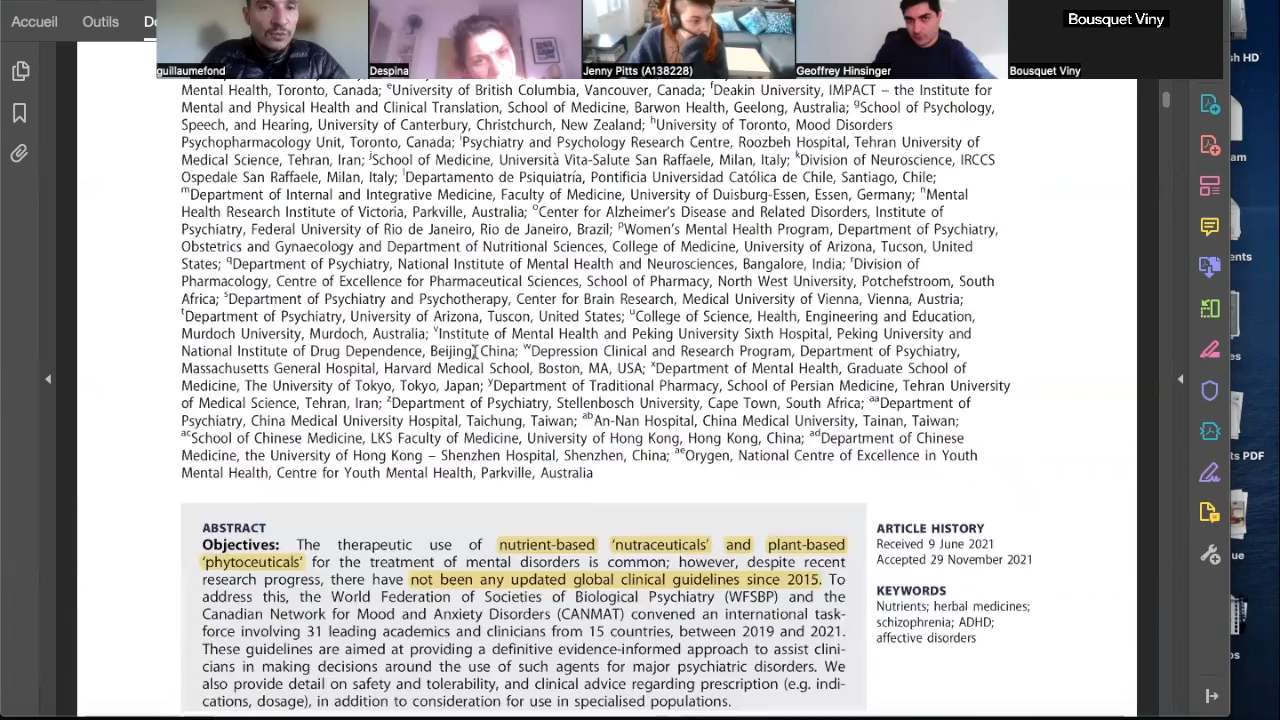 Accueil
Outils
Bousquet Viny
guillaumefond
Despina
Jenny Pitts (A138228)
Geoffrey Hinsinger
Bousquet Viny
Mental Health, Toronto, Canada; eUniversity of British Columbia, Vancouver, Canada; fDeakin University, IMPACT – the Institute for
Mental and Physical Health and Clinical Translation, School of Medicine, Barwon Health, Geelong, Australia; gSchool of Psychology,
Speech, and Hearing, University of Canterbury, Christchurch, New Zealand; hUniversity of Toronto, Mood Disorders
Psychopharmacology Unit, Toronto, Canada; iPsychiatry and Psychology Research Centre, Roozbeh Hospital, Tehran University of
Medical Science, Tehran, Iran; jSchool of Medicine, Università Vita-Salute San Raffaele, Milan, Italy; kDivision of Neuroscience, IRCCS
Ospedale San Raffaele, Milan, Italy; lDepartamento de Psiquiatría, Pontificia Universidad Católica de Chile, Santiago, Chile;
mDepartment of Internal and Integrative Medicine, Faculty of Medicine, University of Duisburg-Essen, Essen, Germany; nMental
Health Research Institute of Victoria, Parkville, Australia; oCenter for Alzheimer's Disease and Related Disorders, Institute of
Psychiatry, Federal University of Rio de Janeiro, Rio de Janeiro, Brazil; pWomen's Mental Health Program, Department of Psychiatry,
Obstetrics and Gynaecology and Department of Nutritional Sciences, College of Medicine, University of Arizona, Tucson, United
States; qDepartment of Psychiatry, National Institute of Mental Health and Neurosciences, Bangalore, India; rDivision of
Pharmacology, Centre of Excellence for Pharmaceutical Sciences, School of Pharmacy, North West University, Potchefstroom, South
Africa; sDepartment of Psychiatry and Psychotherapy, Center for Brain Research, Medical University of Vienna, Vienna, Austria;
tDepartment of Psychiatry, University of Arizona, Tucson, United States; uCollege of Science, Health, Engineering and Education,
Murdoch University, Murdoch, Australia; vInstitute of Mental Health and Peking University Sixth Hospital, Peking University and
National Institute of Drug Dependence, Beijing, China; wDepression Clinical and Research Program, Department of Psychiatry,
Massachusetts General Hospital, Harvard Medical School, Boston, MA, USA; xDepartment of Mental Health, Graduate School of
Medicine, The University of Tokyo, Tokyo, Japan; yDepartment of Traditional Pharmacy, School of Persian Medicine, Tehran University
of Medical Science, Tehran, Iran; zDepartment of Psychiatry, Stellenbosch University, Cape Town, South Africa; aaDepartment of
Psychiatry, China Medical University Hospital, Taichung, Taiwan; abAn-Nan Hospital, China Medical University, Tainan, Taiwan;
acSchool of Chinese Medicine, LKS Faculty of Medicine, University of Hong Kong, Hong Kong, China; adDepartment of Chinese
Medicine, the University of Hong Kong – Shenzhen Hospital, Shenzhen, China; aeOrygen, National Centre of Excellence in Youth
Mental Health, Centre for Youth Mental Health, Parkville, Australia
ABSTRACT
Objectives: The therapeutic use of nutrient-based 'nutraceuticals' and plant-based
'phytoceuticals' for the treatment of mental disorders is common; however, despite recent
research progress, there have not been any updated global clinical guidelines since 2015. To
address this, the World Federation of Societies of Biological Psychiatry (WFSBP) and the
Canadian Network for Mood and Anxiety Disorders (CANMAT) convened an international task-
force involving 31 leading academics and clinicians from 15 countries, between 2019 and 2021.
These guidelines are aimed at providing a definitive evidence-informed approach to assist clini-
cians in making decisions around the use of such agents for major psychiatric disorders. We
also provide detail on safety and tolerability, and clinical advice regarding prescription (e.g. indi-
cations, dosage), in addition to consideration for use in specialised populations.
ARTICLE HISTORY
Received 9 June 2021
Accepted 29 November 2021
KEYWORDS
Nutrients; herbal medicines;
schizophrenia; ADHD;
affective disorders